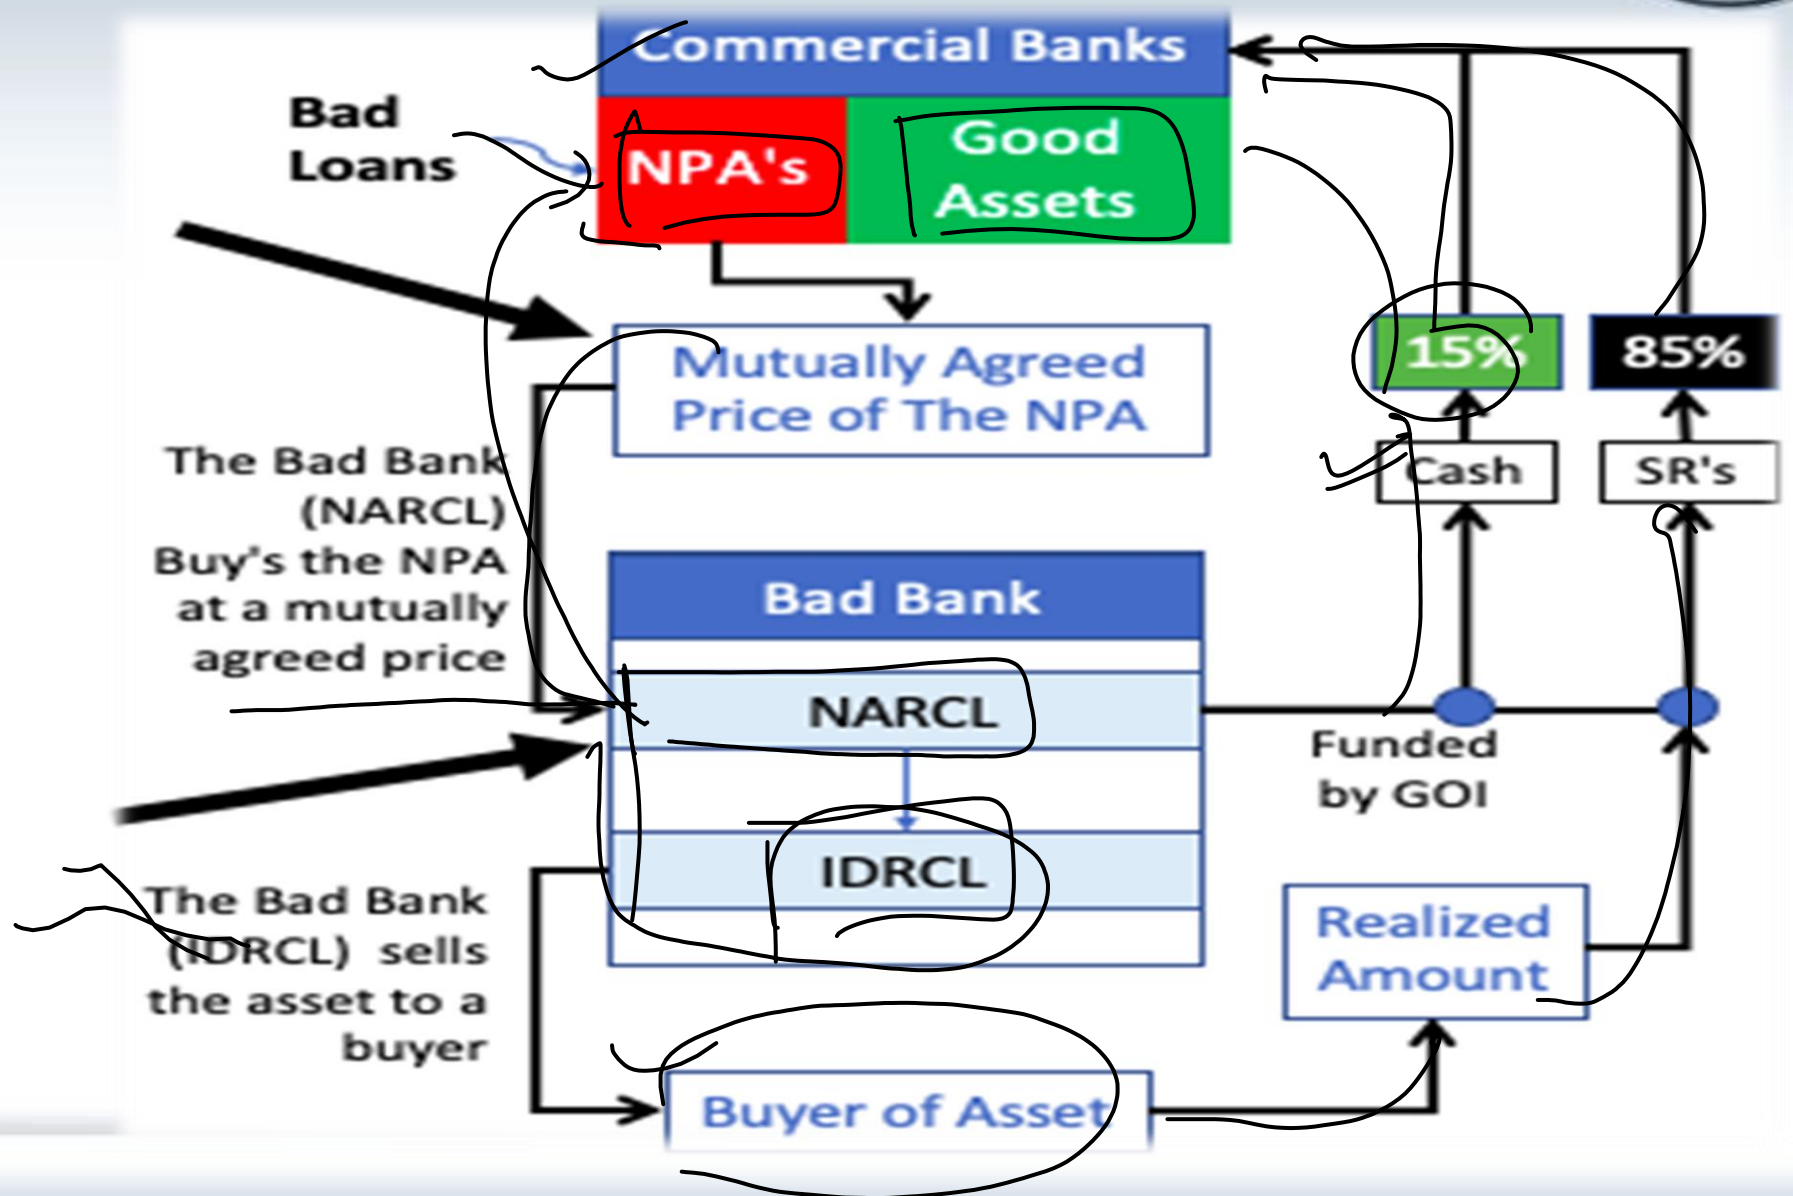 Commercial Banks
Bad
Loans
NPA's
Good
Assets
Mutually Agreed
Price of The NPA
15%
85%
Cash
SR's
The Bad Bank
(NARCL)
Buy's the NPA
at a mutually
agreed price
Bad Bank
NARCL
Funded
by GOI
IDRCL
The Bad Bank
(IDRCL) sells
the asset to a
buyer
Realized
Amount
Buyer of Asset